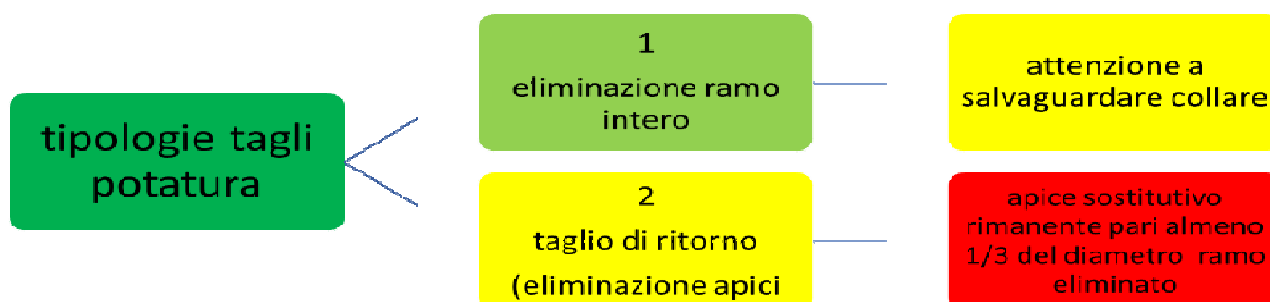 tipologie tagli
potatura
1
eliminazione ramo
intero
attenzione a
salvaguardare collare
2
taglio di ritorno
(eliminazione apici
apice sostitutivo
rimanente pari almeno
1/3 del diametro ramo
eliminato